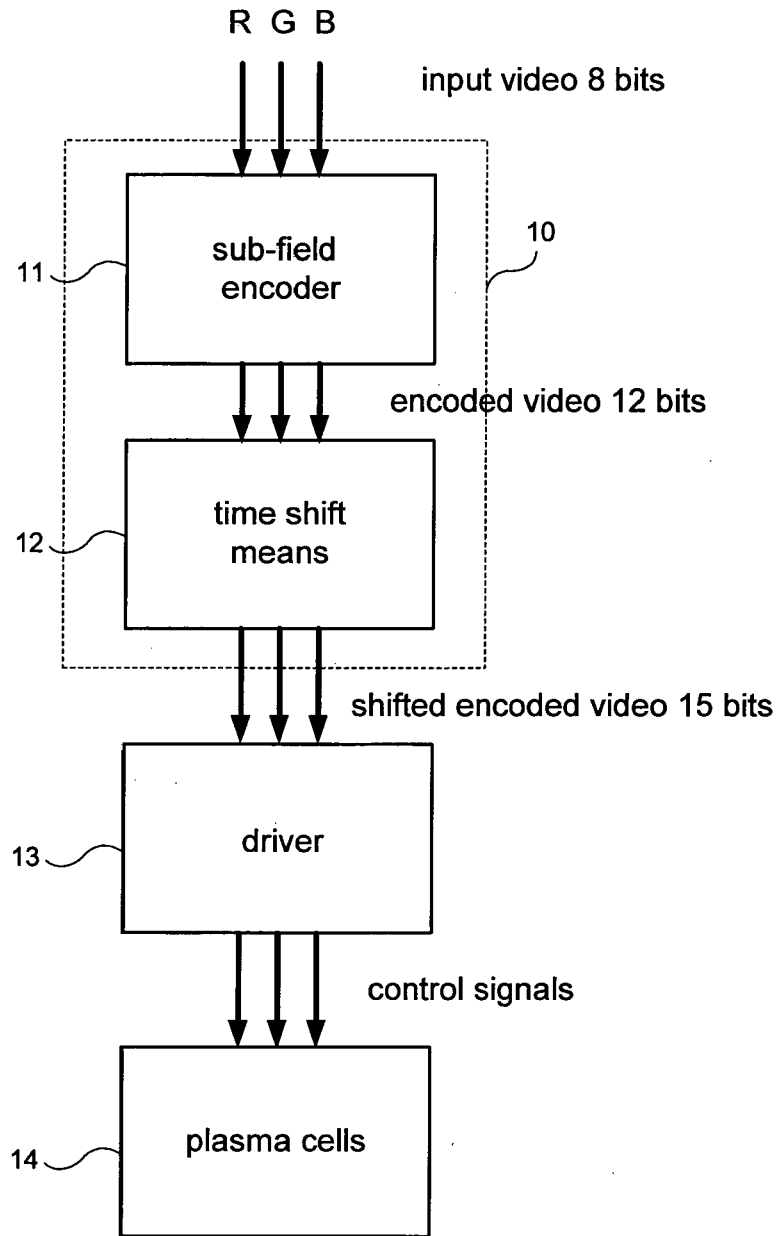 R G B
input video 8 bits
10
sub-field
encoder
11
encoded video 12 bits
time shift
means
12
shifted encoded video 15 bits
driver
13
control signals
plasma cells
14